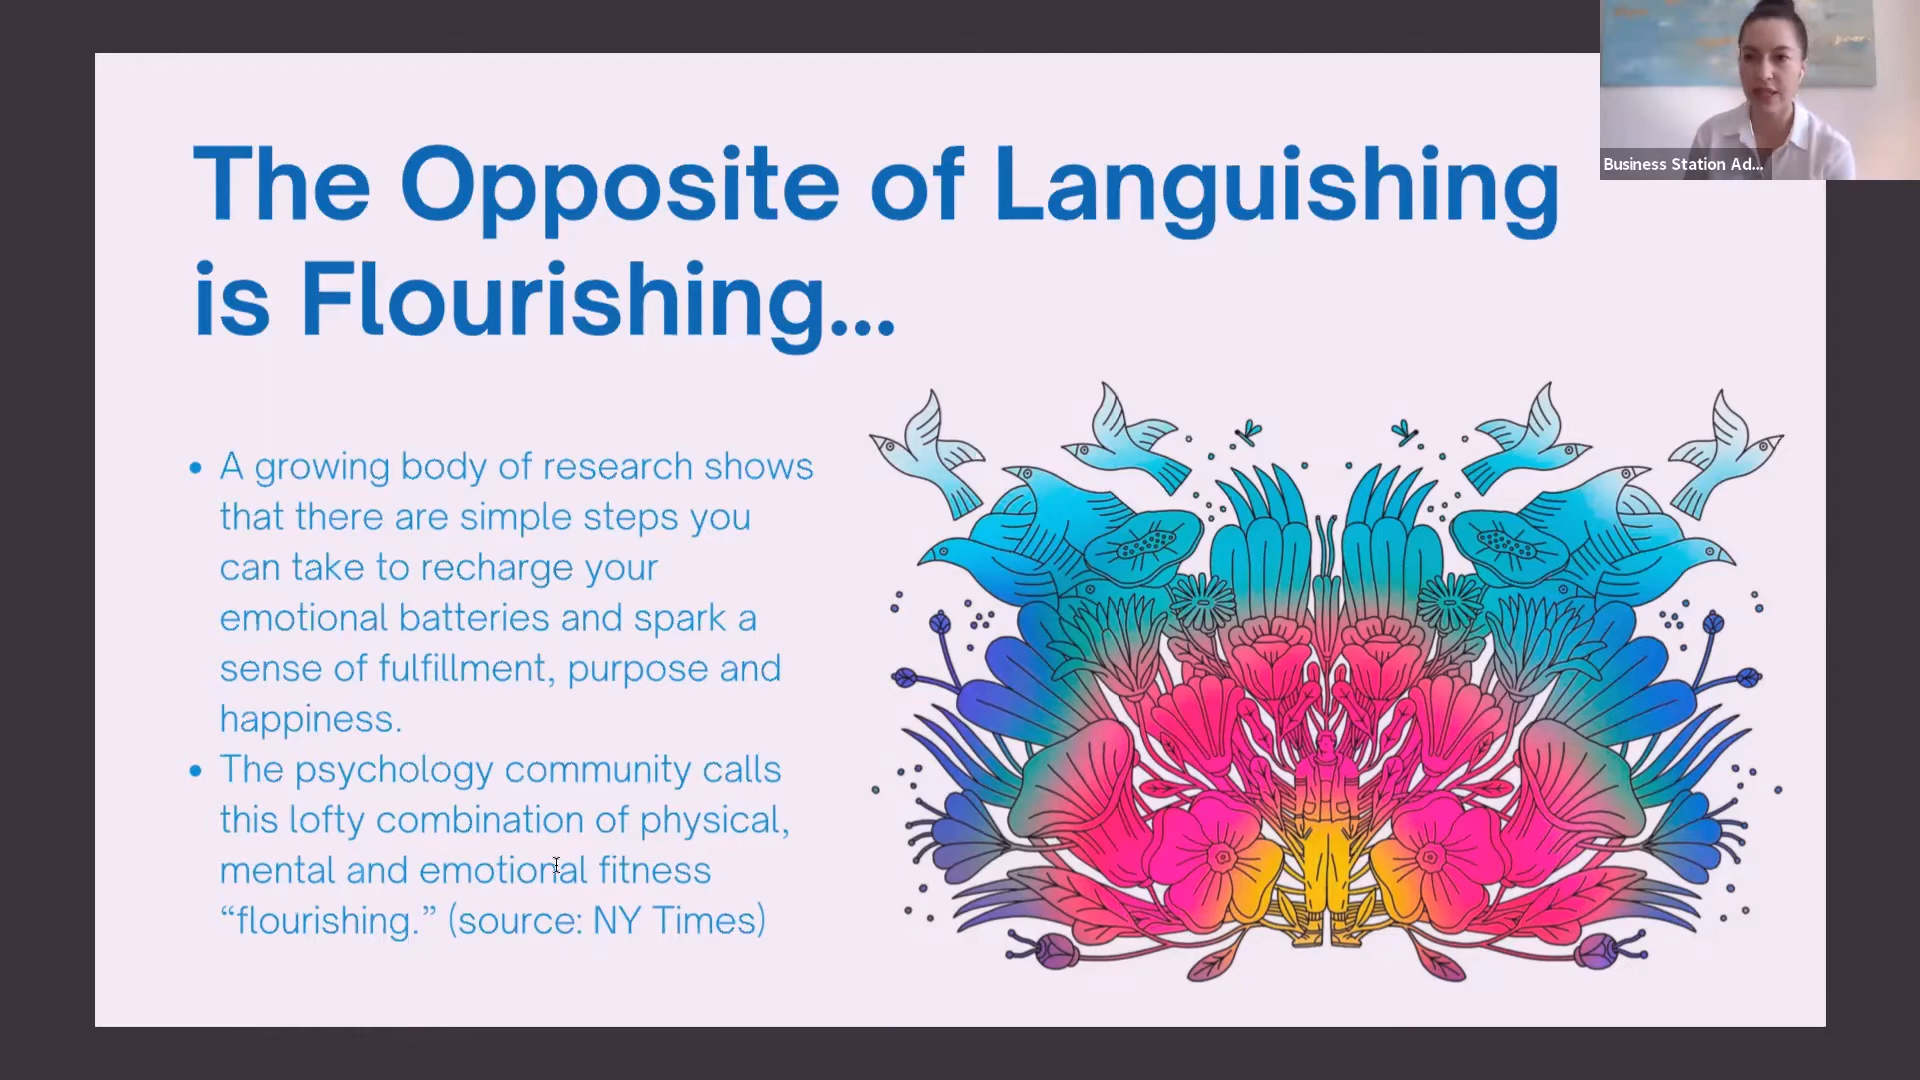 The Opposite of Languishing
is Flourishing...
• A growing body of research shows
that there are simple steps you
can take to recharge your
emotional batteries and spark a
sense of fulfillment, purpose and
happiness.
• The psychology community calls
this lofty combination of physical,
mental and emotional fitness
“flourishing.” (source: NY Times)
Business Station Ad...